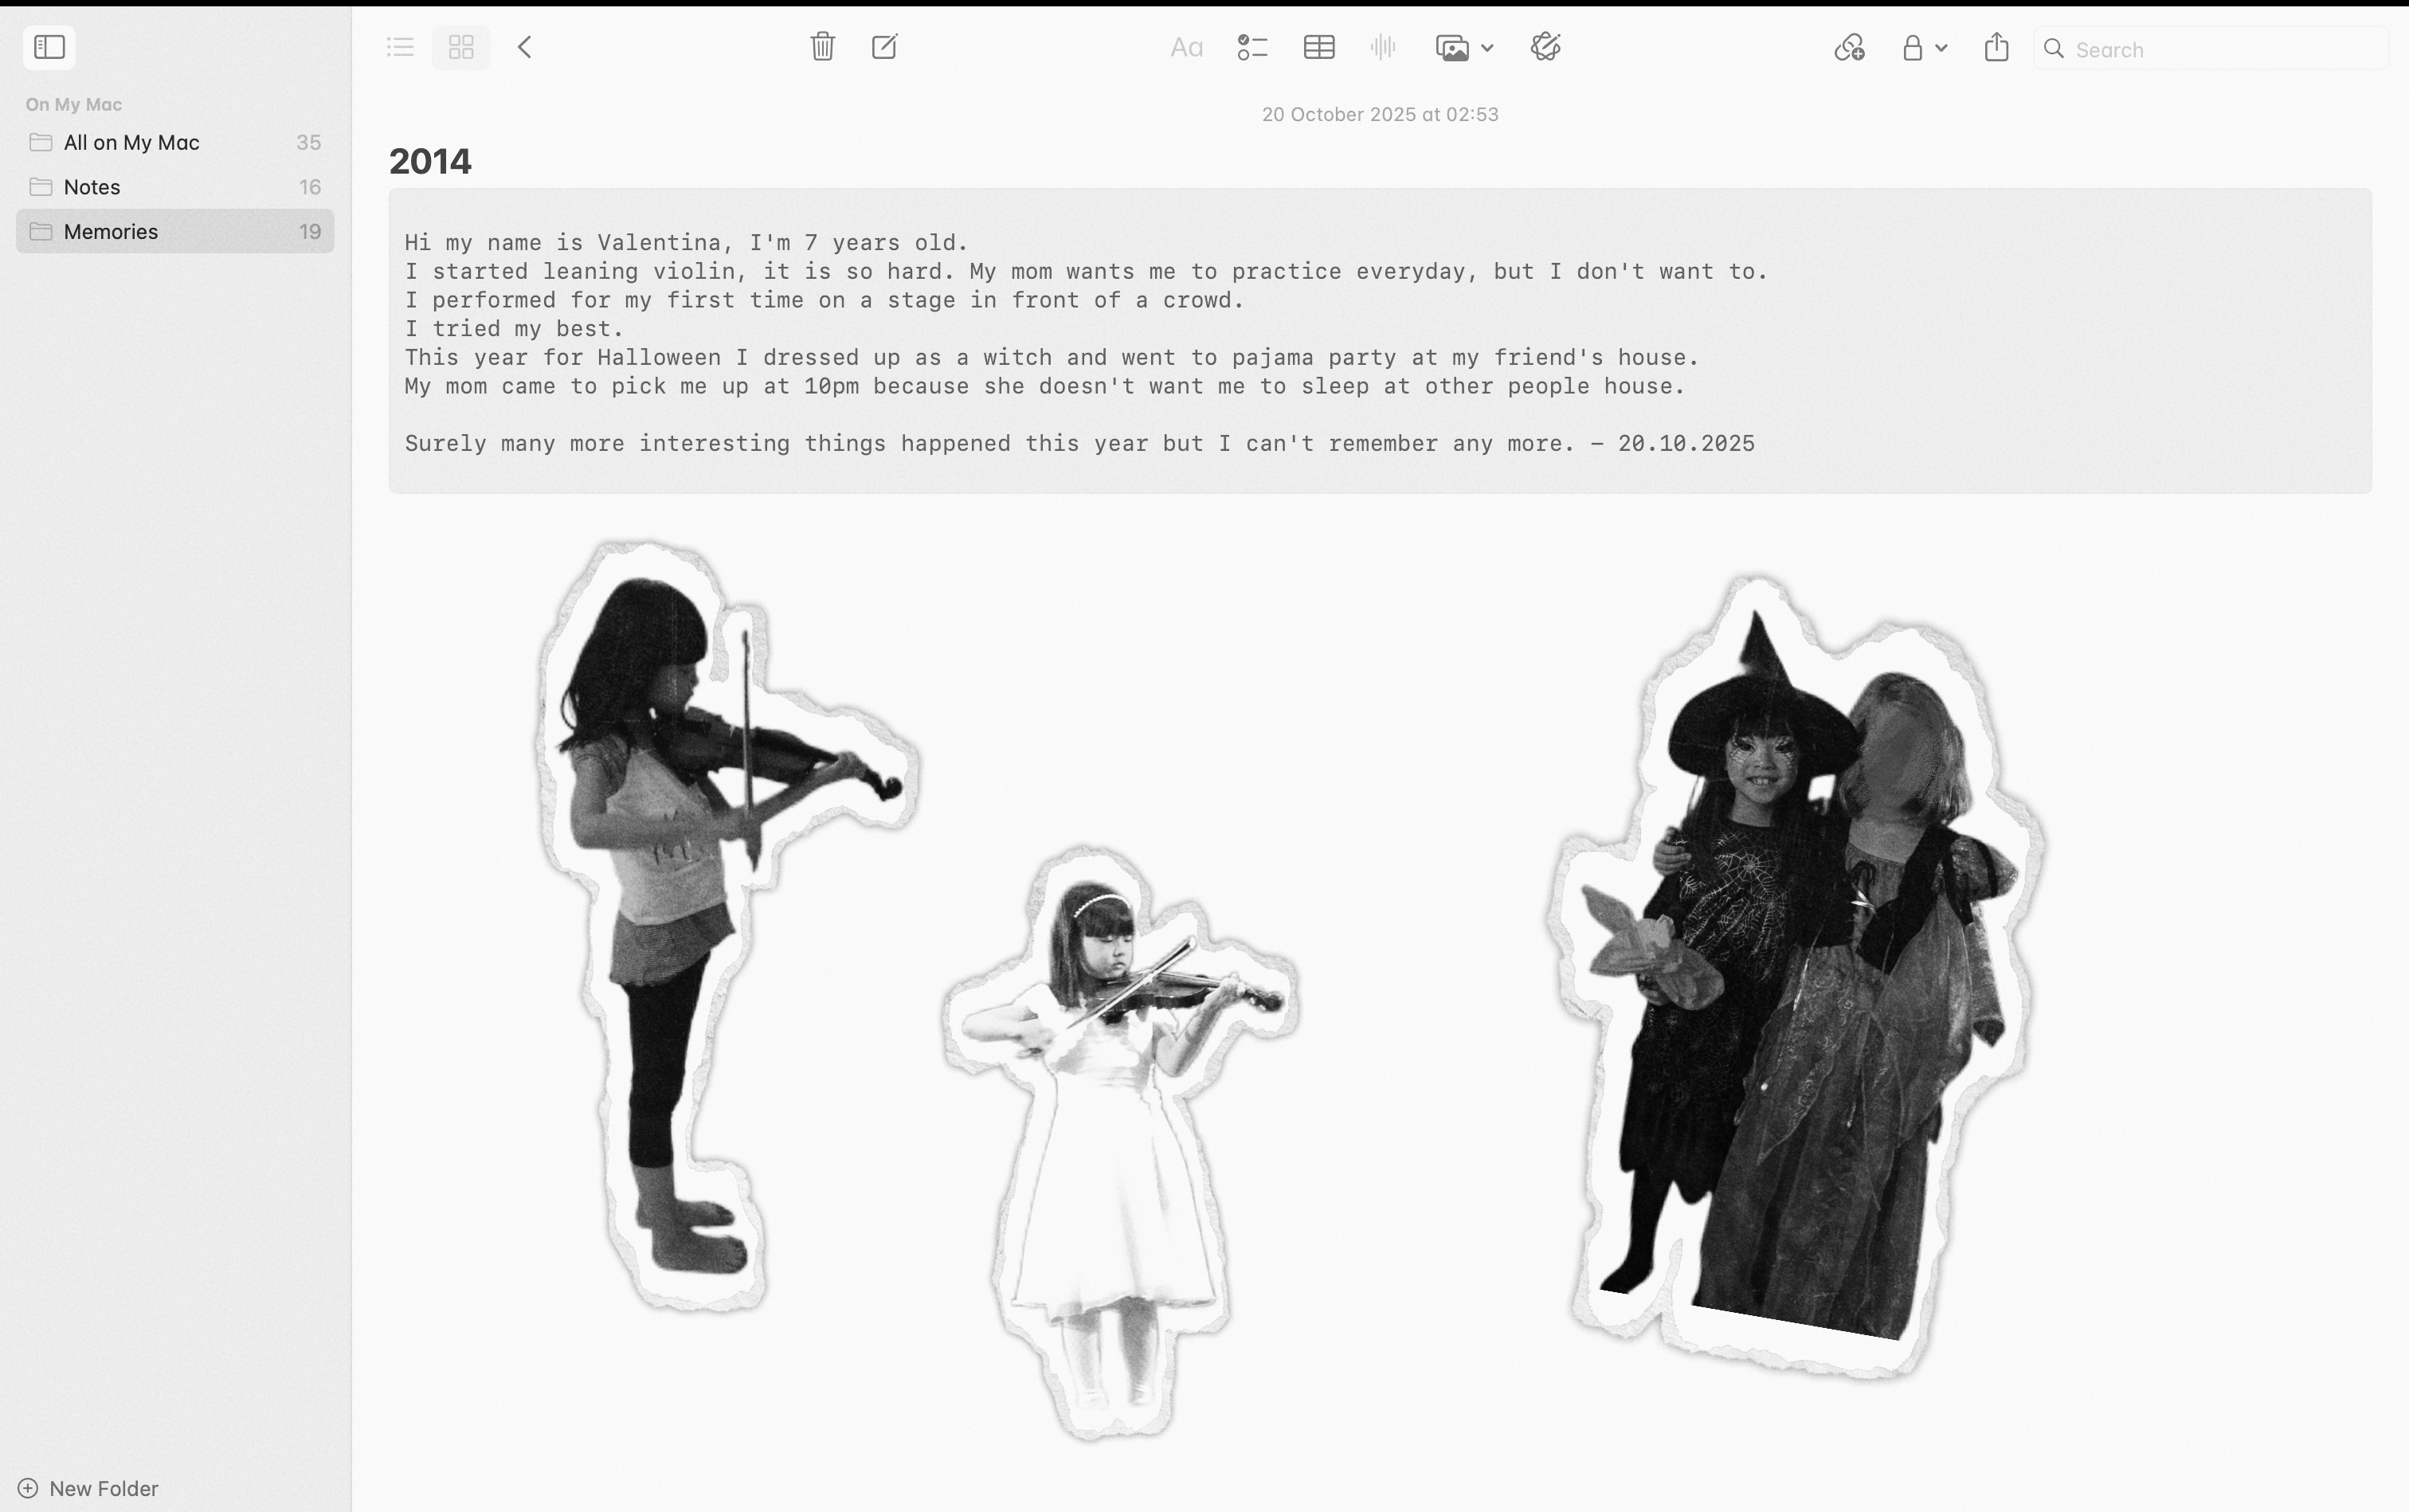 On My Mac
All on My Mac 35
Notes 16
Memories 19
New Folder
Aa
Search
20 October 2025 at 02:53
2014
Hi my name is Valentina, I'm 7 years old.
I started leaning violin, it is so hard. My mom wants me to practice everyday, but I don't want to.
I performed for my first time on a stage in front of a crowd.
I tried my best.
This year for Halloween I dressed up as a witch and went to pajama party at my friend's house.
My mom came to pick me up at 10pm because she doesn't want me to sleep at other people house.
Surely many more interesting things happened this year but I can't remember any more. – 20.10.2025